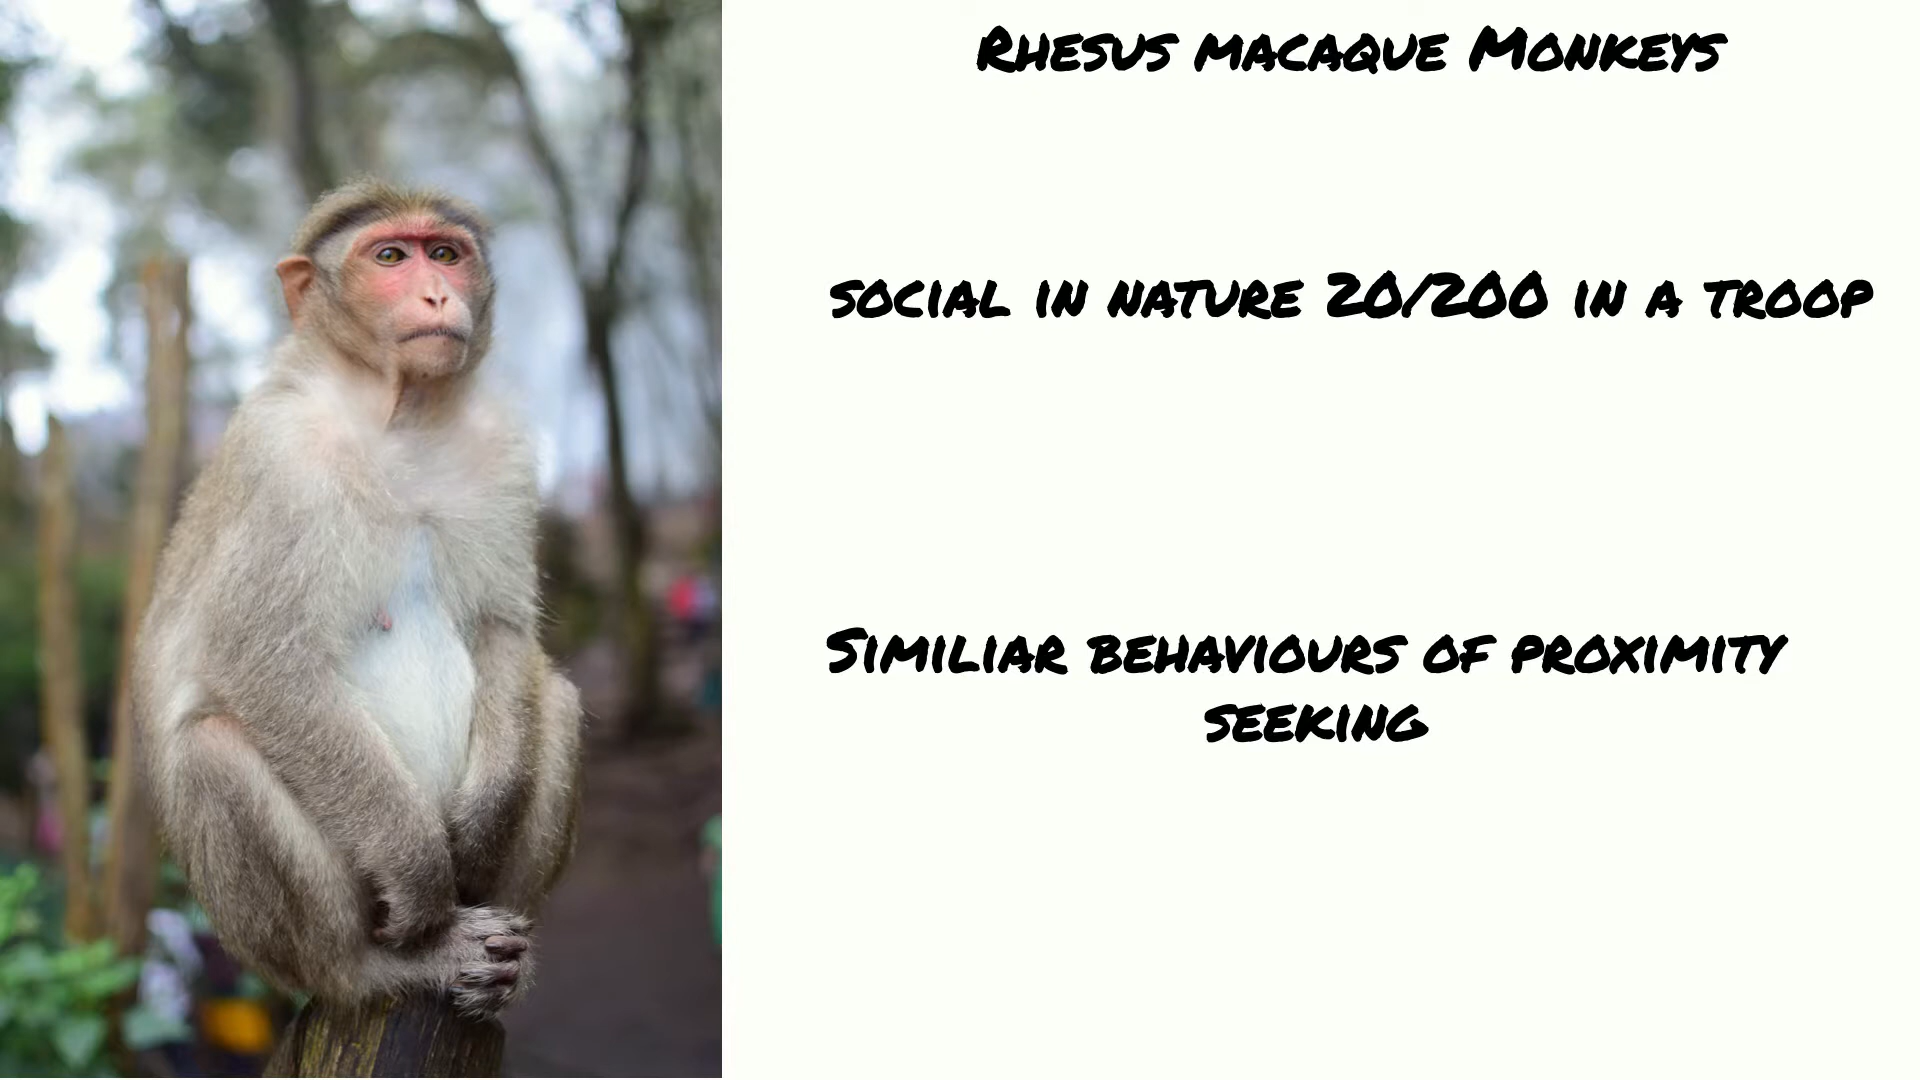 Rhesus macaque Monkeys
social in nature 20/200 in a troop
Similiar behaviours of proximity
seeking